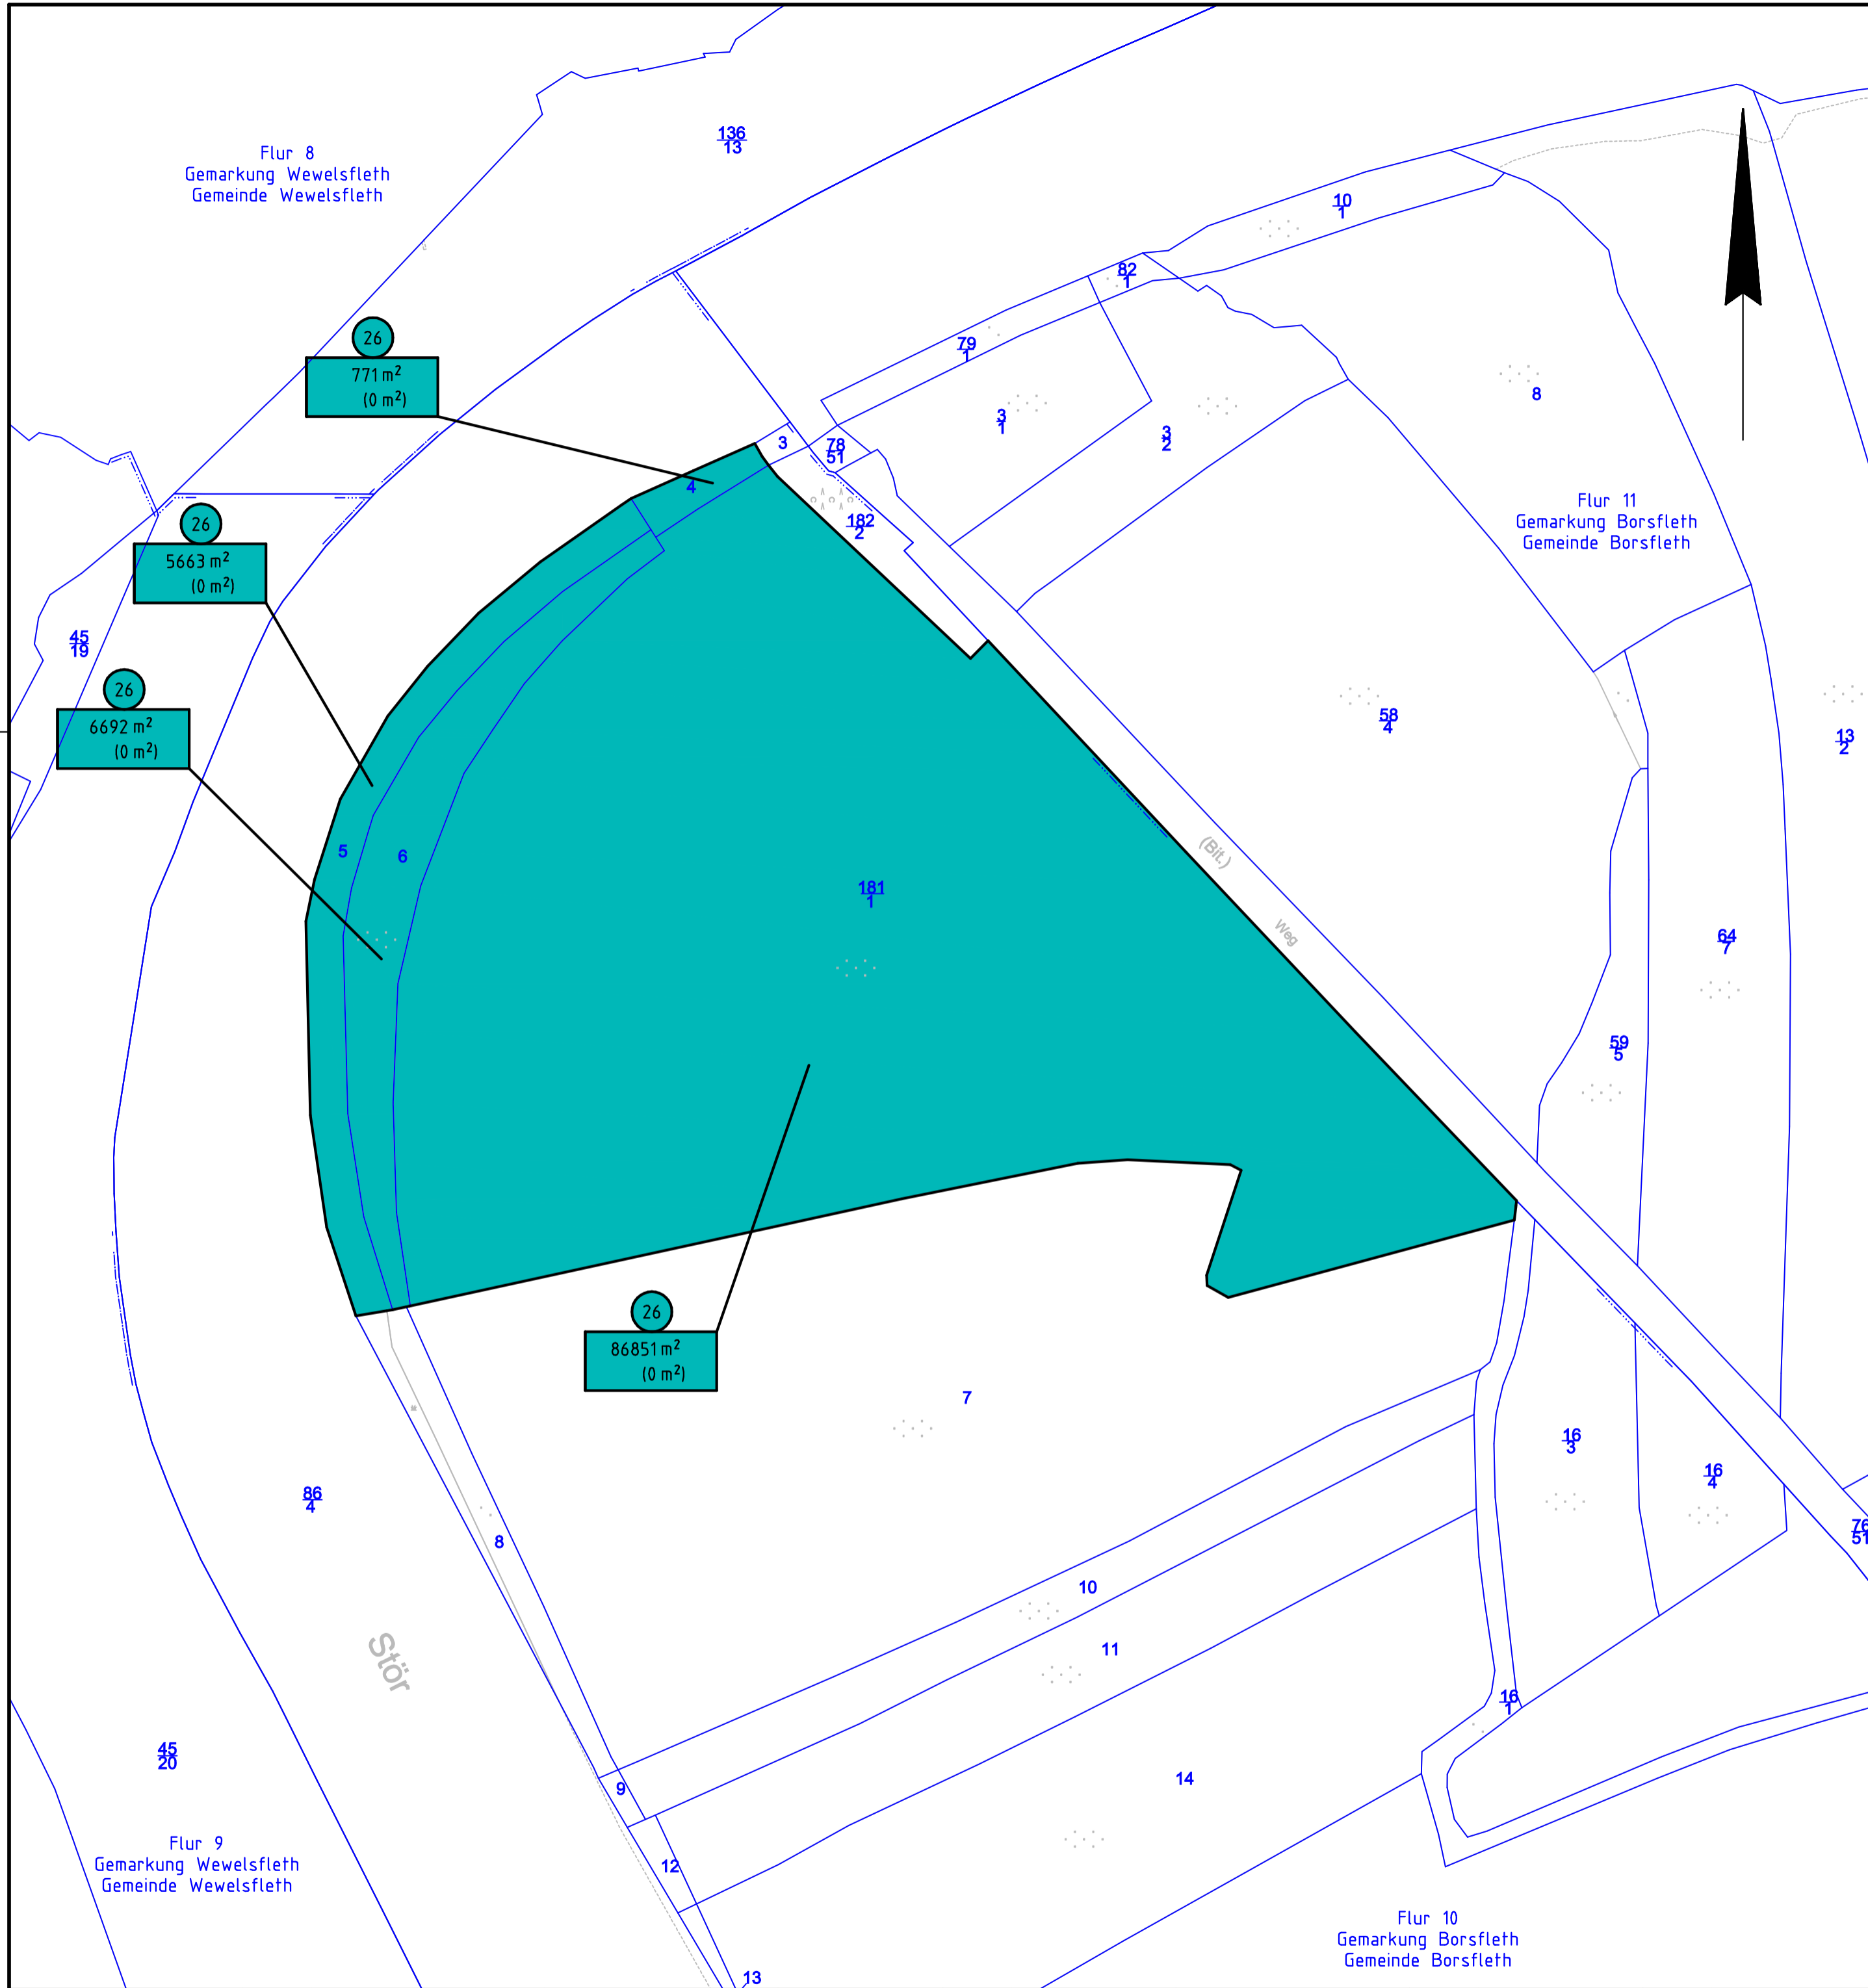 136
13
Flur 8
Gemarkung Wewelsfleth
Gemeinde Wewelsfleth
10
1
82
1
26
771 m²
(0 m²)
79
1
8
3
1
3
2
3
78
51
4
182
2
Flur 11
Gemarkung Borsfleth
Gemeinde Borsfleth
26
5663 m²
(0 m²)
45
19
26
6692 m²
(0 m²)
58
4
13
2
5
6
(Bit.)
181
1
Weg
64
7
59
5
26
86851 m²
(0 m²)
7
16
3
16
4
86
4
76
51
8
10
Stör
11
16
1
45
20
14
9
Flur 9
Gemarkung Wewelsfleth
Gemeinde Wewelsfleth
12
Flur 10
Gemarkung Borsfleth
Gemeinde Borsfleth
13